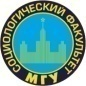 СОЦИОЛОГИЧЕСКИЙ ФАКУЛЬТЕТ
МГУ